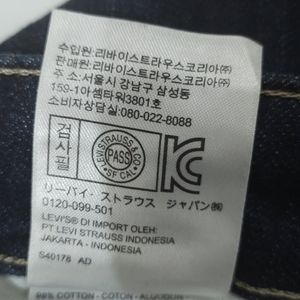 수입원:리바이스트라우스코리아㈜
판매원:리바이스트라우스코리아㈜
주 소:서울시 강남구 삼성동
159-1아셈타워3801호
소비자상담:080-022-8088
검사필
LEVI STRAUSS & CO
PASS
SF CAL
KC
リーバイ・ストラウス ジャパン㈱
0120-099-501
LEVI'S® DI IMPORT OLEH:
PT LEVI STRAUSS INDONESIA
JAKARTA - INDONESIA
S40176 AD
98% COTTON - COTON - ALGODON -